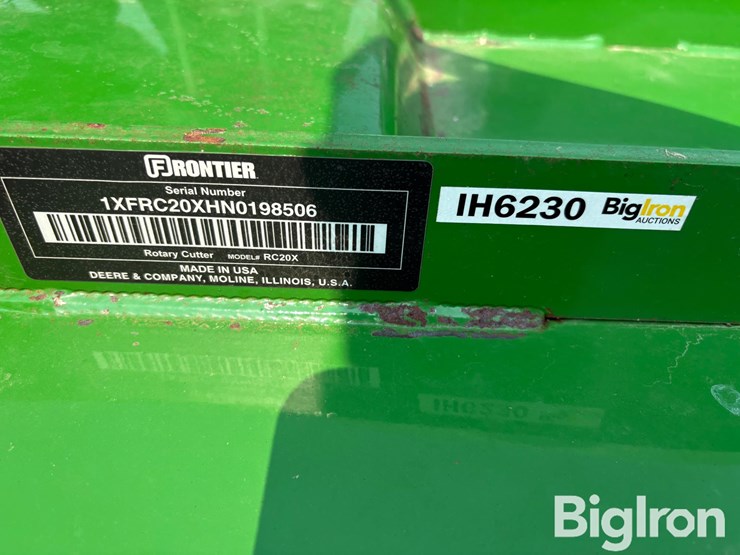 FRONTIER
Serial Number
1XFRC20XHN0198506
Rotary Cutter MODEL# RC20X
MADE IN USA
DEERE & COMPANY, MOLINE, ILLINOIS, U.S.A.
IH6230 BigIron
AUCTIONS
IH6230
BigIron